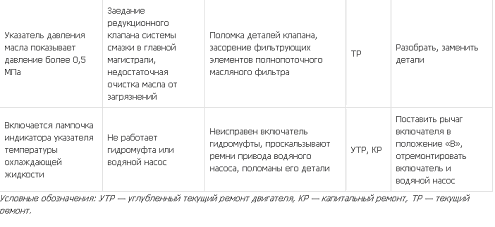 Указатель давления
масла показывает
давление более 0,5
МПа
Заедание
редукционного
клапана системы
смазки в главной
магистрали,
недостаточная
очистка масла от
загрязнений
Поломка деталей клапана,
засорение фильтрующих
элементов полнопоточного
масляного фильтра
ТР
Разобрать, заменить
детали
Включается лампочка
индикатора указателя
температуры
охлаждающей
жидкости
Не работает
гидромуфта или
водяной насос
Неисправен включатель
гидромуфты, проскальзывают
ремни привода водяного
насоса, поломаны его детали
УТР, КР
Поставить рычаг
включателя в
положение «В»,
отремонтировать
включатель и
водяной насос
Условные обозначения: УТР — углубленный текущий ремонт двигателя, КР — капитальный ремонт, ТР — текущий
ремонт.